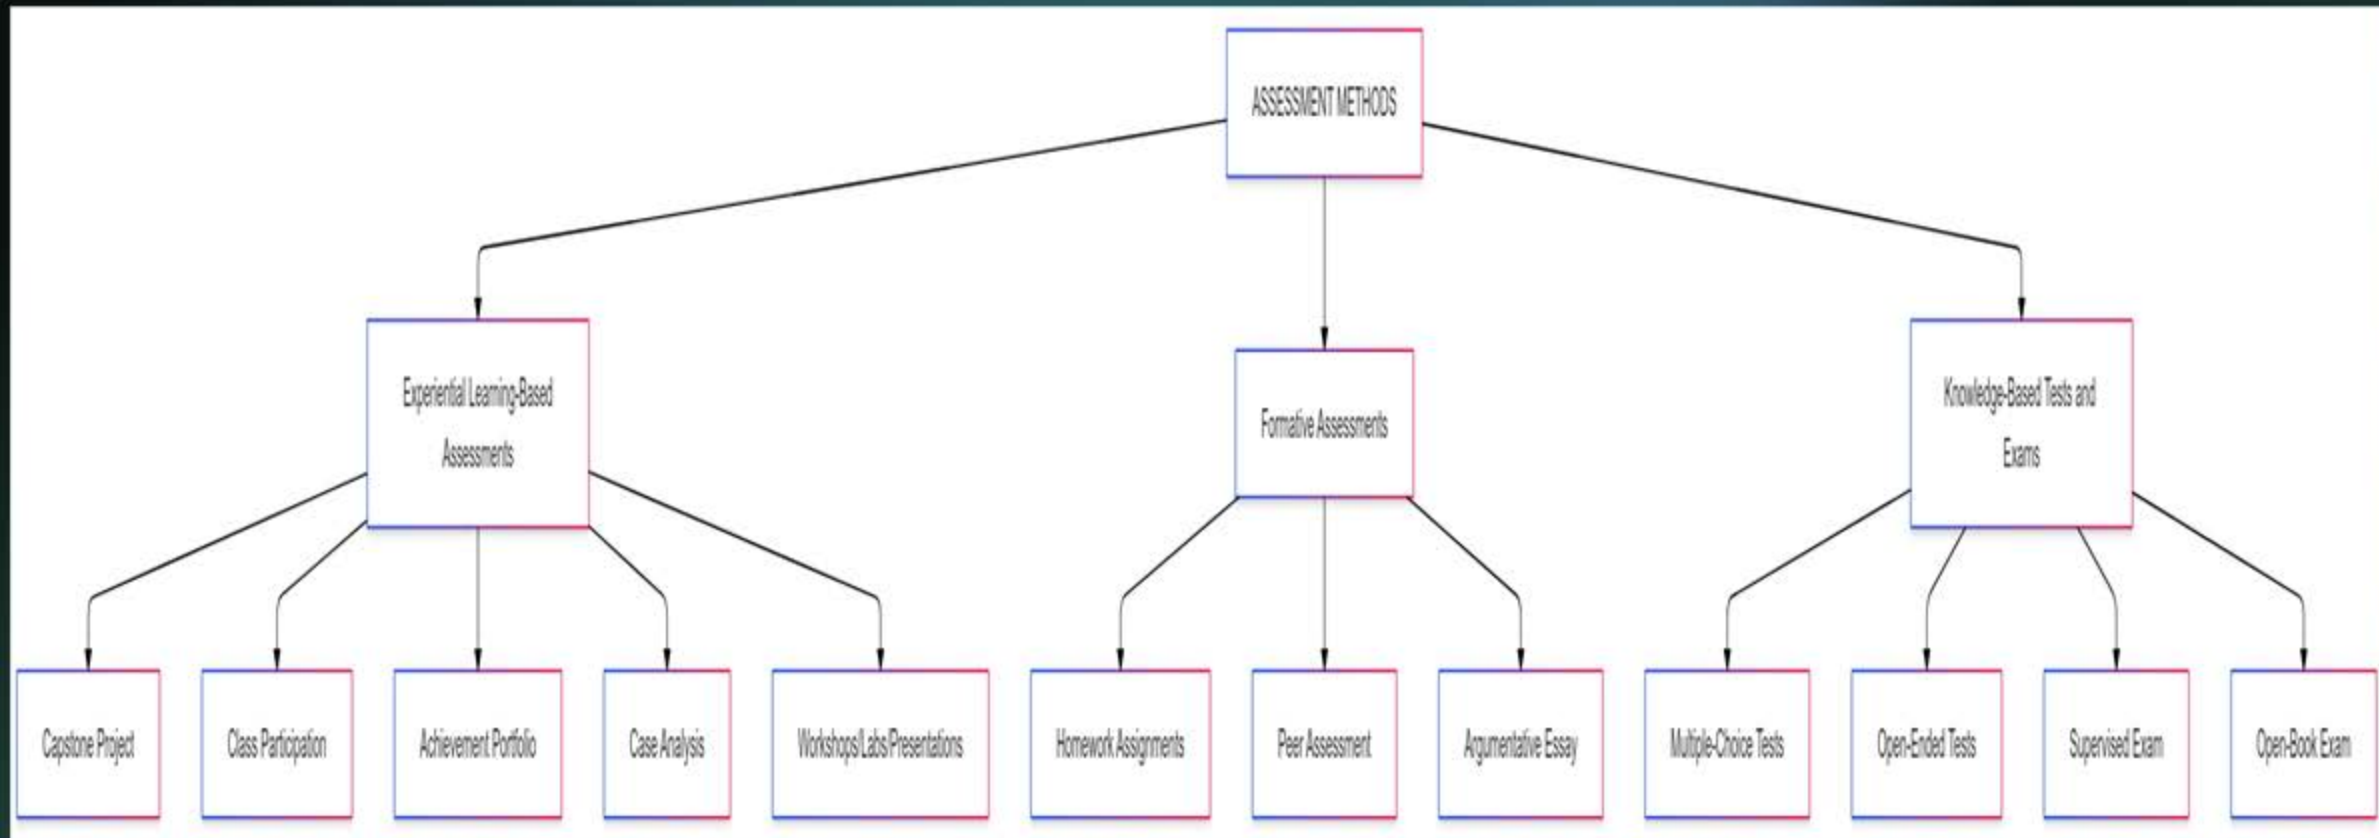 ASSESSMENT METHODS
Experiential Learning-Based
Assessments
Formative Assessments
Knowledge-Based Tests and
Exams
Capstone Project
Class Participation
Achievement Portfolio
Case Analysis
Workshops/Labs/Presentations
Homework Assignments
Peer Assessment
Argumentative Essay
Multiple-Choice Tests
Open-Ended Tests
Supervised Exam
Open-Book Exam